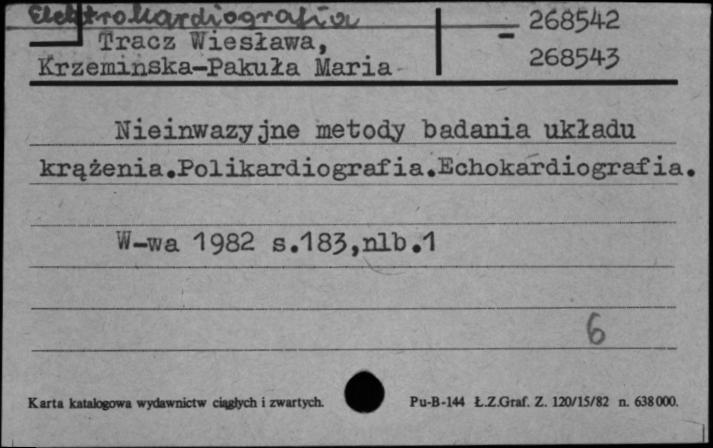 Elektrokardiografia
268542
Tracz Wiesława,
— 268543
Krzemińska-Pakuła Maria
Nieinwazyjne metody badania układu
krążenia.Polikardiografia.Echokardiografia.
W-wa 1982 s.183,nlb.1
6
Karta katalogowa wydawnictw ciągłych i zwartych.
Pu-B-144 Ł.Z.Graf. Z. 120/15/82 n. 638000.